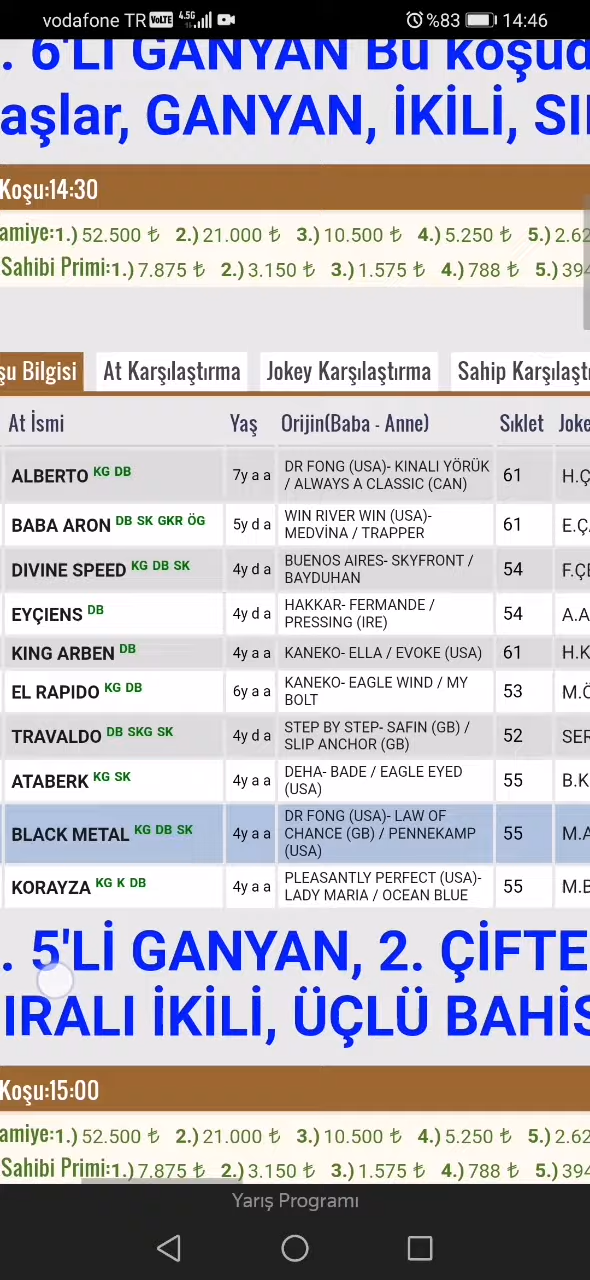 vodafone TR VoLTE 4.5G %83 14:46
. 6'Lİ GANYAN Bu koşud
aşlar, GANYAN, İKİLİ, SI
Koşu:14:30
amiye:1.) 52.500 ₺ 2.) 21.000 ₺ 3.) 10.500 ₺ 4.) 5.250 ₺ 5.) 2.62
Sahibi Primi:1.) 7.875 ₺ 2.) 3.150 ₺ 3.) 1.575 ₺ 4.) 788 ₺ 5.) 394
şu Bilgisi At Karşılaştırma Jokey Karşılaştırma Sahip Karşılaştı
At İsmi Yaş Orijin(Baba - Anne) Sıklet Joke
ALBERTO KG DB 7y a a DR FONG (USA)- KINALI YÖRÜK 61 H.Ç
/ ALWAYS A CLASSIC (CAN)
BABA ARON DB SK GKR ÖG 5y d a WIN RIVER WIN (USA)- 61 E.Ç
MEDVİNA / TRAPPER
DIVINE SPEED KG DB SK 4y d a BUENOS AIRES- SKYFRONT / 54 F.ÇE
BAYDUHAN
EYÇIENS DB 4y d a HAKKAR- FERMANDE / 54 A.A
PRESSING (IRE)
KING ARBEN DB 4y a a KANEKO- ELLA / EVOKE (USA) 61 H.K
EL RAPIDO KG DB 6y a a KANEKO- EAGLE WIND / MY 53 M.Ö
BOLT
TRAVALDO DB SKG SK 4y d a STEP BY STEP- SAFIN (GB) / 52 SER
SLIP ANCHOR (GB)
ATABERK KG SK 4y a a DEHA- BADE / EAGLE EYED 55 B.K
(USA)
BLACK METAL KG DB SK 4y a a DR FONG (USA)- LAW OF 55 M.A
CHANCE (GB) / PENNEKAMP
(USA)
KORAYZA KG K DB 4y a a PLEASANTLY PERFECT (USA)- 55 M.B
LADY MARIA / OCEAN BLUE
. 5'Lİ GANYAN, 2. ÇİFTE
IRALI İKİLİ, ÜÇLÜ BAHİS
Koşu:15:00
amiye:1.) 52.500 ₺ 2.) 21.000 ₺ 3.) 10.500 ₺ 4.) 5.250 ₺ 5.) 2.62
Sahibi Primi:1.) 7.875 ₺ 2.) 3.150 ₺ 3.) 1.575 ₺ 4.) 788 ₺ 5.) 394
Yarış Programı